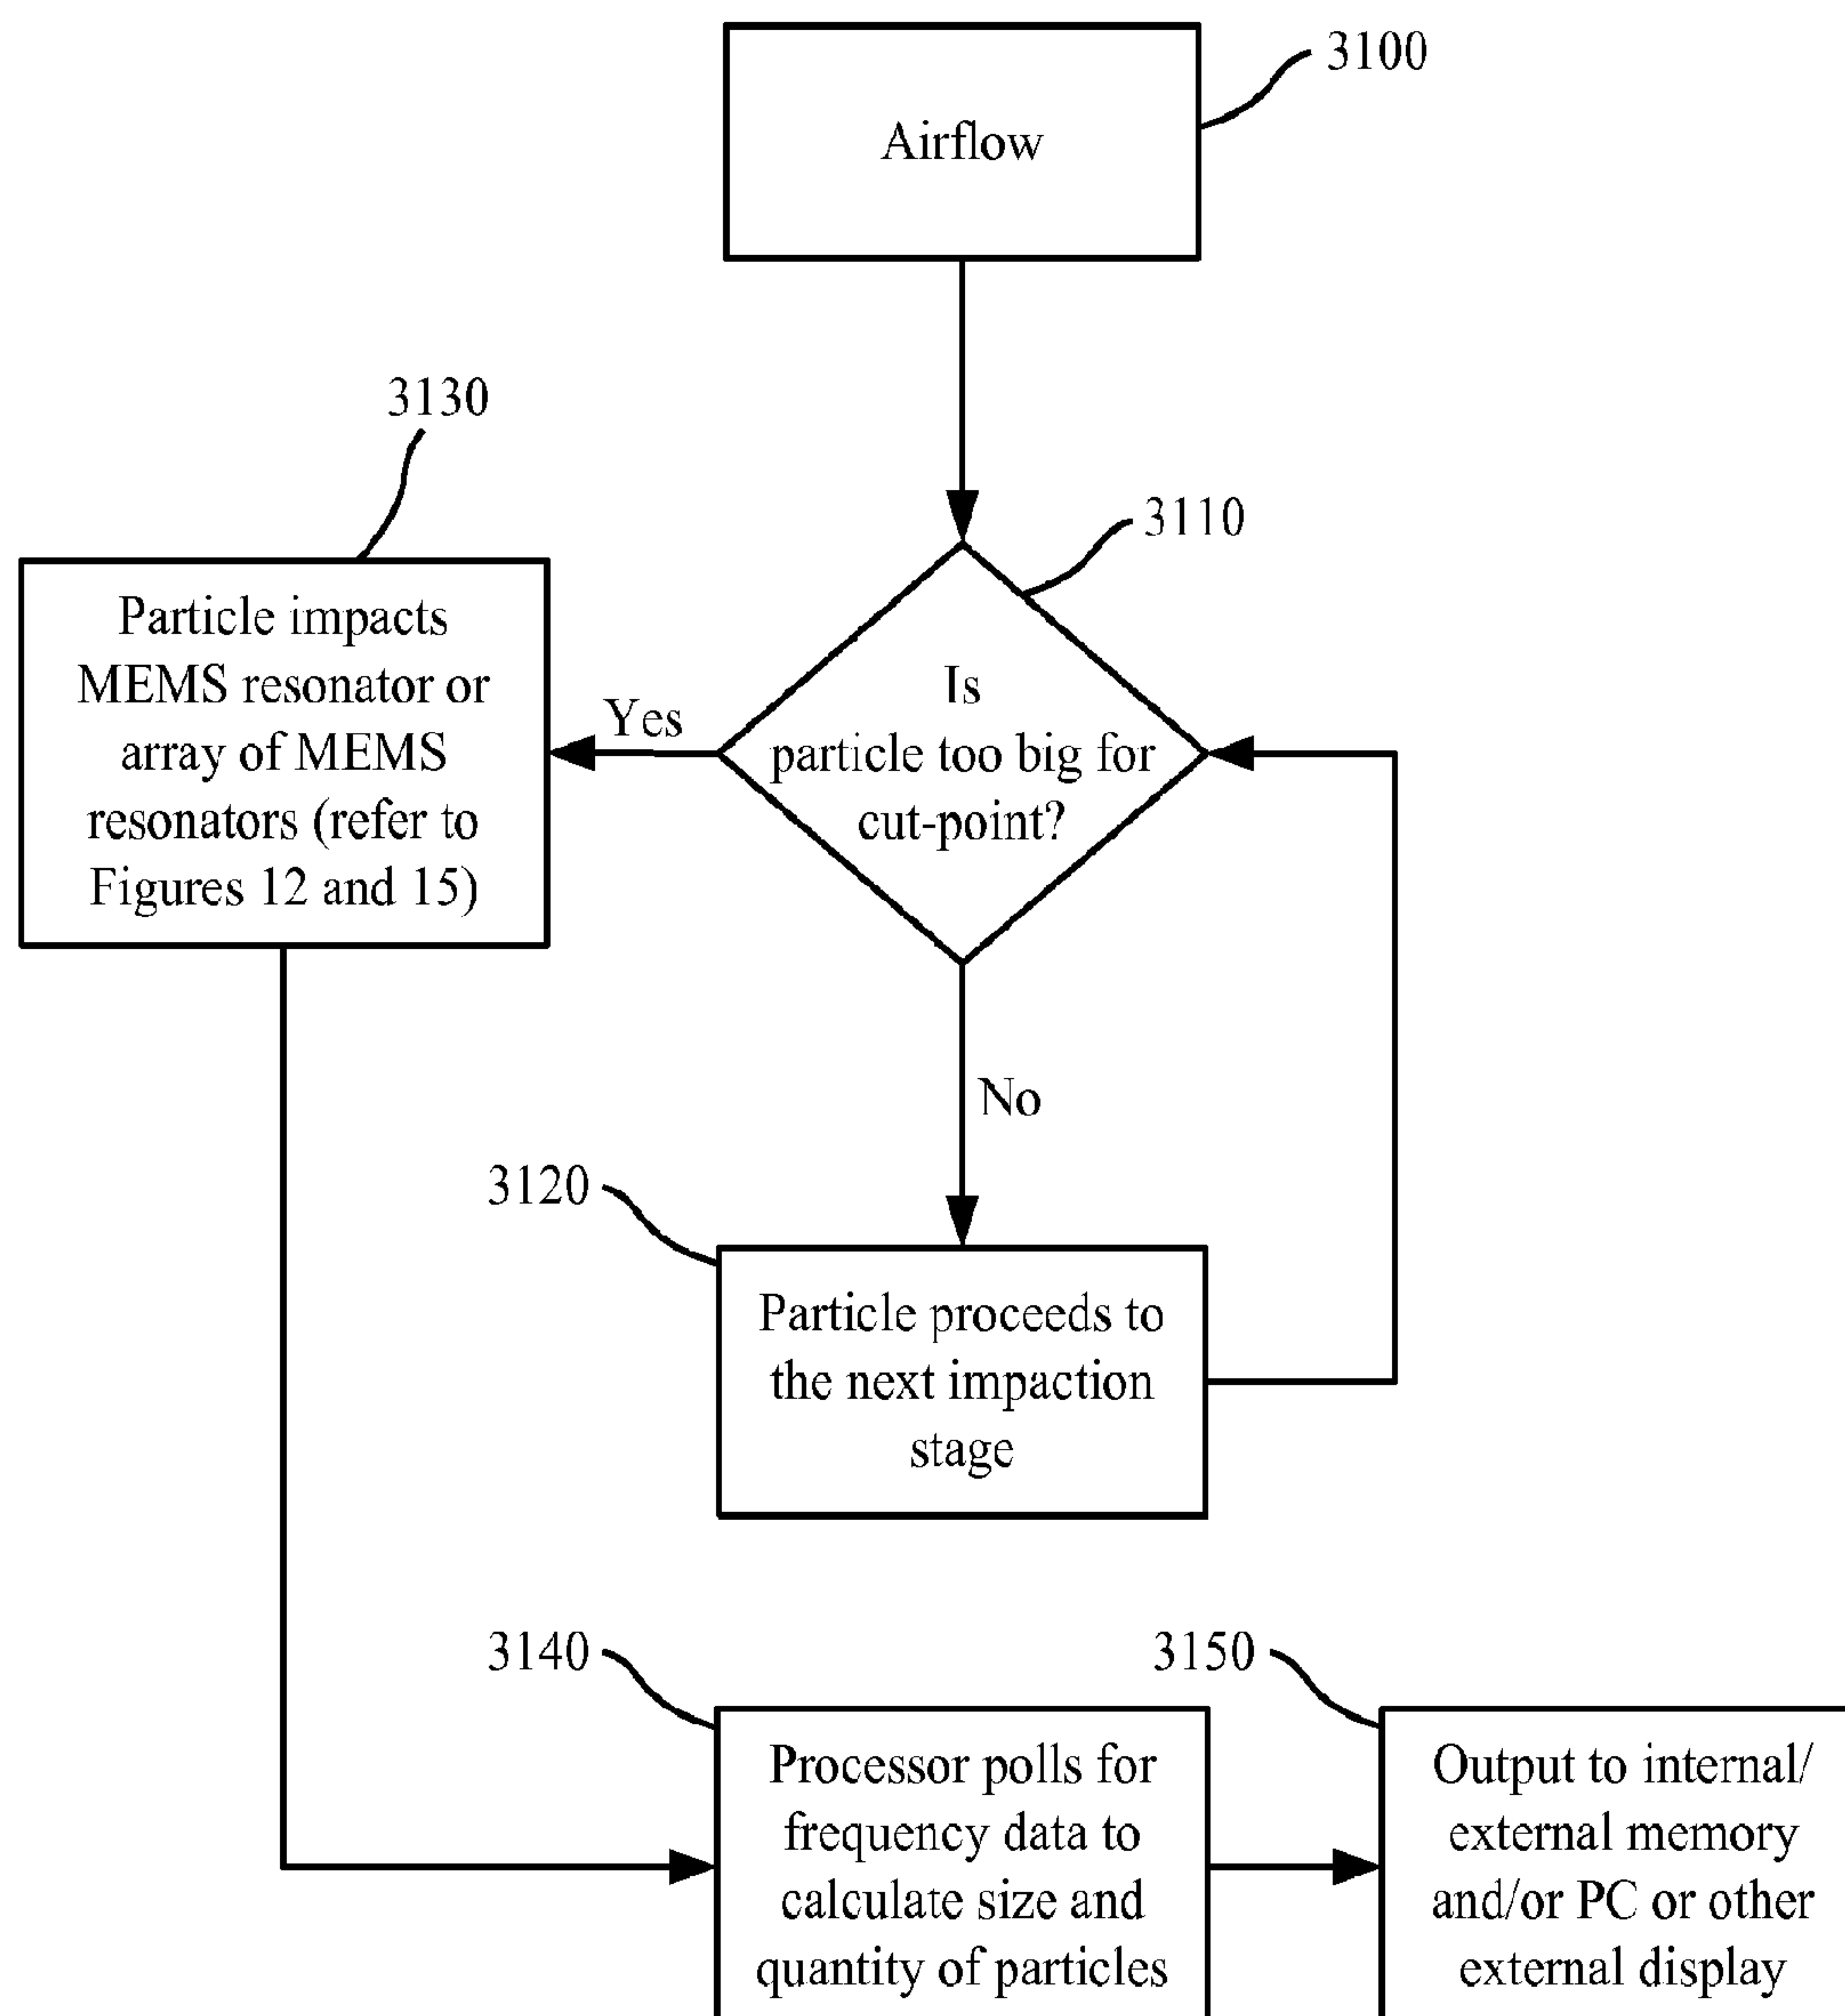 3100
Airflow
3130
3110
Particle impacts
MEMS resonator or
array of MEMS
resonators (refer to
Figures 12 and 15)
Yes
Is
particle too big for
cut-point?
No
3120
Particle proceeds to
the next impaction
stage
3140
3150
Processor polls for
frequency data to
calculate size and
quantity of particles
Output to internal/
external memory
and/or PC or other
external display